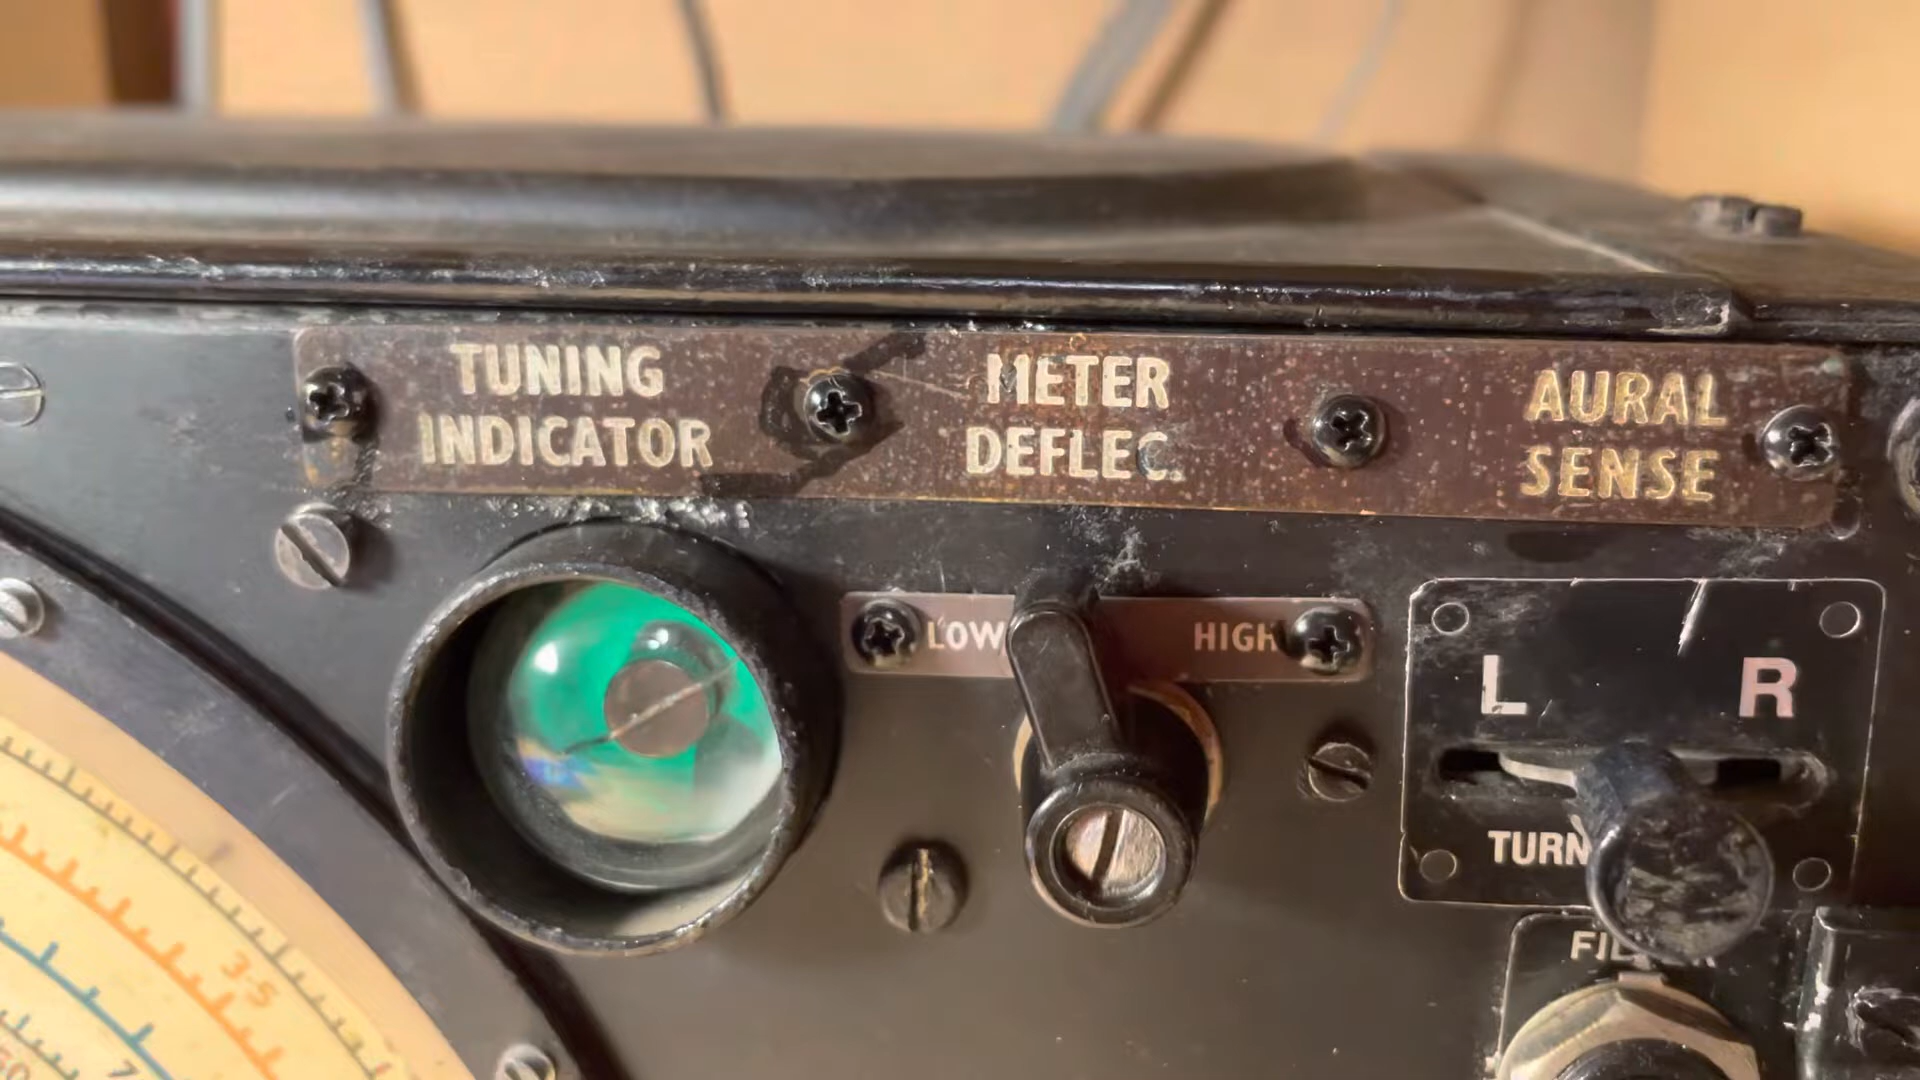 TUNING
INDICATOR
METER
DEFLEC.
AURAL
SENSE
LOW
HIGH
L R
TURN
35